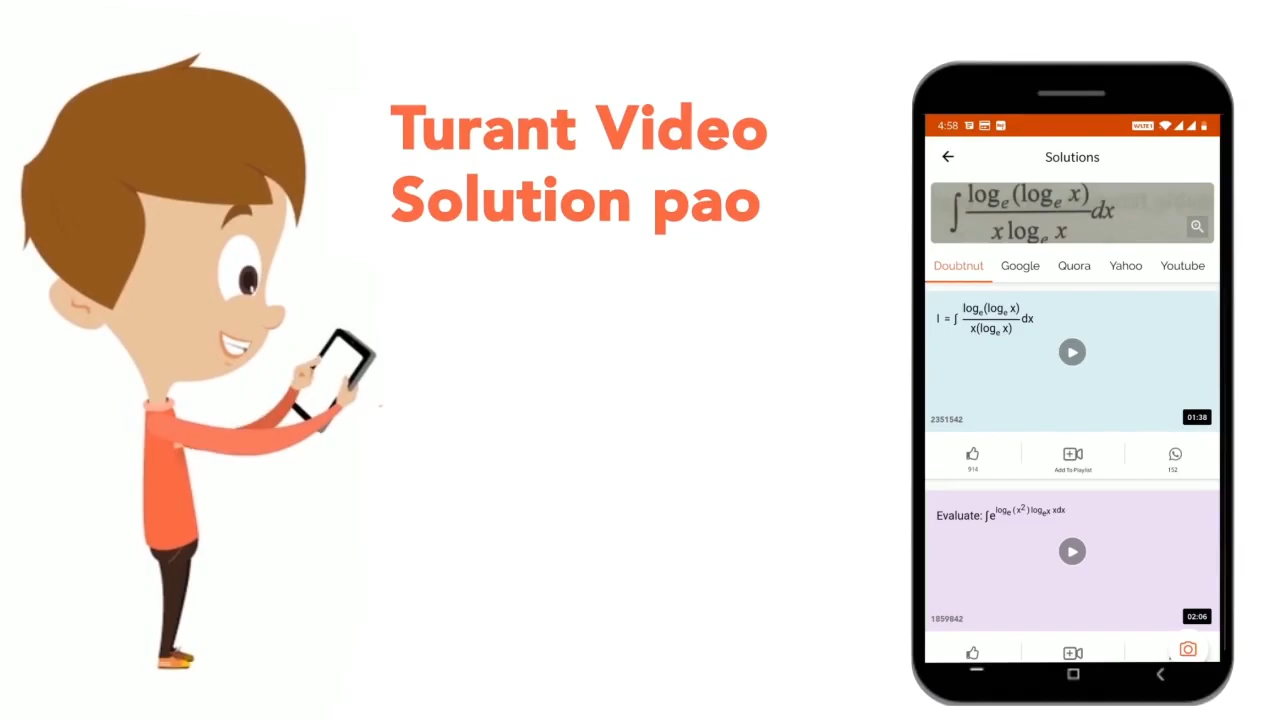 Turant Video
Solution pao
4:58
Solutions
∫ logₑ(logₑ x) / x logₑ x dx
Doubtnut Google Quora Yahoo Youtube
I = ∫ logₑ(logₑ x) / x(logₑ x) dx
2351542 01:38
914 Add To Playlist 152
Evaluate: ∫e^logₑ(x²)logₑx xdx
1859842 02:06